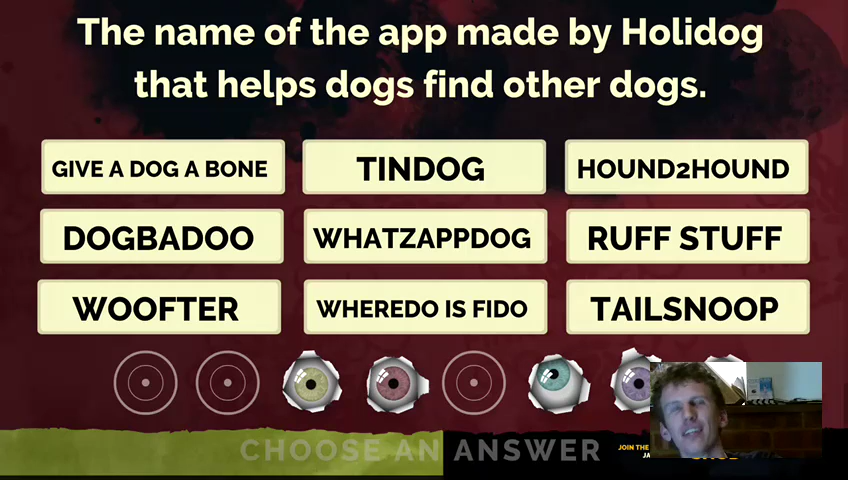 The name of the app made by Holidog
that helps dogs find other dogs.
GIVE A DOG A BONE
TINDOG
HOUND2HOUND
DOGBADOO
WHATZAPPDOG
RUFF STUFF
WOOFTER
WHEREDO IS FIDO
TAILSNOOP
CHOOSE AN ANSWER
JOIN THE